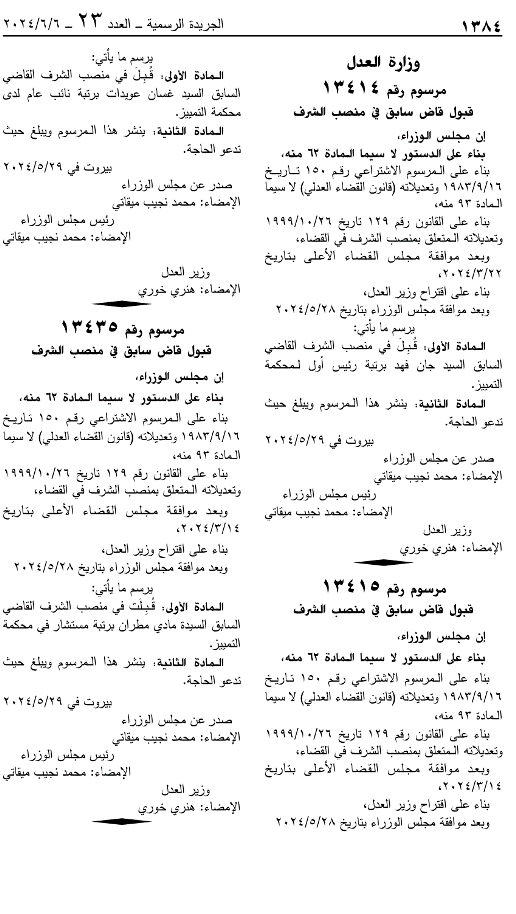 ١٣٨٤
الجريدة الرسمية ــ العدد ٢٣ ــ ٢٠٢٤/٦/٦
وزارة العدل
مرسوم رقم ١٣٤١٤
قبول قاض سابق في منصب الشرف
إن مجلس الوزراء،
بناء على الدستور لا سيما المادة ٦٢ منه،
بناء على المرسوم الاشتراعي رقم ١٥٠ تاريخ
١٩٨٣/٩/١٦ وتعديلاته (قانون القضاء العدلي) لا سيما
المادة ٩٣ منه،
بناء على القانون رقم ١٢٩ تاريخ ١٩٩٩/١٠/٢٦
وتعديلاته المتعلق بمنصب الشرف في القضاء،
وبعد موافقة مجلس القضاء الأعلى بتاريخ
٢٠٢٤/٣/٢٢،
بناء على اقتراح وزير العدل،
وبعد موافقة مجلس الوزراء بتاريخ ٢٠٢٤/٥/٢٨
يرسم ما يأتي:
المادة الأولى: قُبِلَ في منصب الشرف القاضي
السابق السيد جان فهد برتبة رئيس أول لمحكمة
التمييز.
المادة الثانية: ينشر هذا المرسوم ويبلغ حيث
تدعو الحاجة.
بيروت في ٢٠٢٤/٥/٢٩
صدر عن مجلس الوزراء
الإمضاء: محمد نجيب ميقاتي
رئيس مجلس الوزراء
الإمضاء: محمد نجيب ميقاتي
وزير العدل
الإمضاء: هنري خوري
مرسوم رقم ١٣٤١٥
قبول قاض سابق في منصب الشرف
إن مجلس الوزراء،
بناء على الدستور لا سيما المادة ٦٢ منه،
بناء على المرسوم الاشتراعي رقم ١٥٠ تاريخ
١٩٨٣/٩/١٦ وتعديلاته (قانون القضاء العدلي) لا سيما
المادة ٩٣ منه،
بناء على القانون رقم ١٢٩ تاريخ ١٩٩٩/١٠/٢٦
وتعديلاته المتعلق بمنصب الشرف في القضاء،
وبعد موافقة مجلس القضاء الأعلى بتاريخ
٢٠٢٤/٣/١٤،
بناء على اقتراح وزير العدل،
وبعد موافقة مجلس الوزراء بتاريخ ٢٠٢٤/٥/٢٨
يرسم ما يأتي:
المادة الأولى: قُبِلَ في منصب الشرف القاضي
السابق السيد غسان عويدات برتبة نائب عام لدى
محكمة التمييز.
المادة الثانية: ينشر هذا المرسوم ويبلغ حيث
تدعو الحاجة.
بيروت في ٢٠٢٤/٥/٢٩
صدر عن مجلس الوزراء
الإمضاء: محمد نجيب ميقاتي
رئيس مجلس الوزراء
الإمضاء: محمد نجيب ميقاتي
وزير العدل
الإمضاء: هنري خوري
مرسوم رقم ١٣٤٣٥
قبول قاض سابق في منصب الشرف
إن مجلس الوزراء،
بناء على الدستور لا سيما المادة ٦٢ منه،
بناء على المرسوم الاشتراعي رقم ١٥٠ تاريخ
١٩٨٣/٩/١٦ وتعديلاته (قانون القضاء العدلي) لا سيما
المادة ٩٣ منه،
بناء على القانون رقم ١٢٩ تاريخ ١٩٩٩/١٠/٢٦
وتعديلاته المتعلق بمنصب الشرف في القضاء،
وبعد موافقة مجلس القضاء الأعلى بتاريخ
٢٠٢٤/٣/١٤،
بناء على اقتراح وزير العدل،
وبعد موافقة مجلس الوزراء بتاريخ ٢٠٢٤/٥/٢٨
يرسم ما يأتي:
المادة الأولى: قُبِلَت في منصب الشرف القاضي
السابق السيدة مادي مطران برتبة مستشار في محكمة
التمييز.
المادة الثانية: ينشر هذا المرسوم ويبلغ حيث
تدعو الحاجة.
بيروت في ٢٠٢٤/٥/٢٩
صدر عن مجلس الوزراء
الإمضاء: محمد نجيب ميقاتي
رئيس مجلس الوزراء
الإمضاء: محمد نجيب ميقاتي
وزير العدل
الإمضاء: هنري خوري